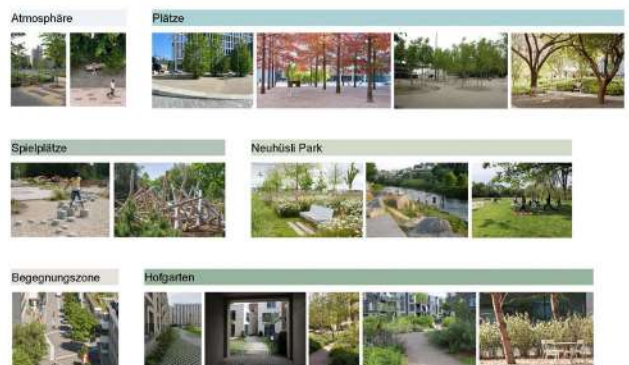 Atmosphäre
Plätze
Spielplätze
Neuhüsli Park
Begegnungszone
Hofgarten